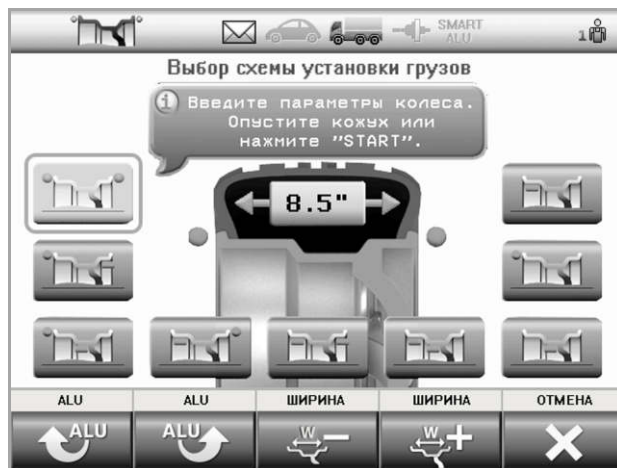 SMART
ALU
1
Выбор схемы установки грузов
i
Введите параметры колеса.
Опустите кожух или
нажмите "START".
8.5"
ALU
ALU
ШИРИНА
ШИРИНА
ОТМЕНА
ALU
ALU
W
W